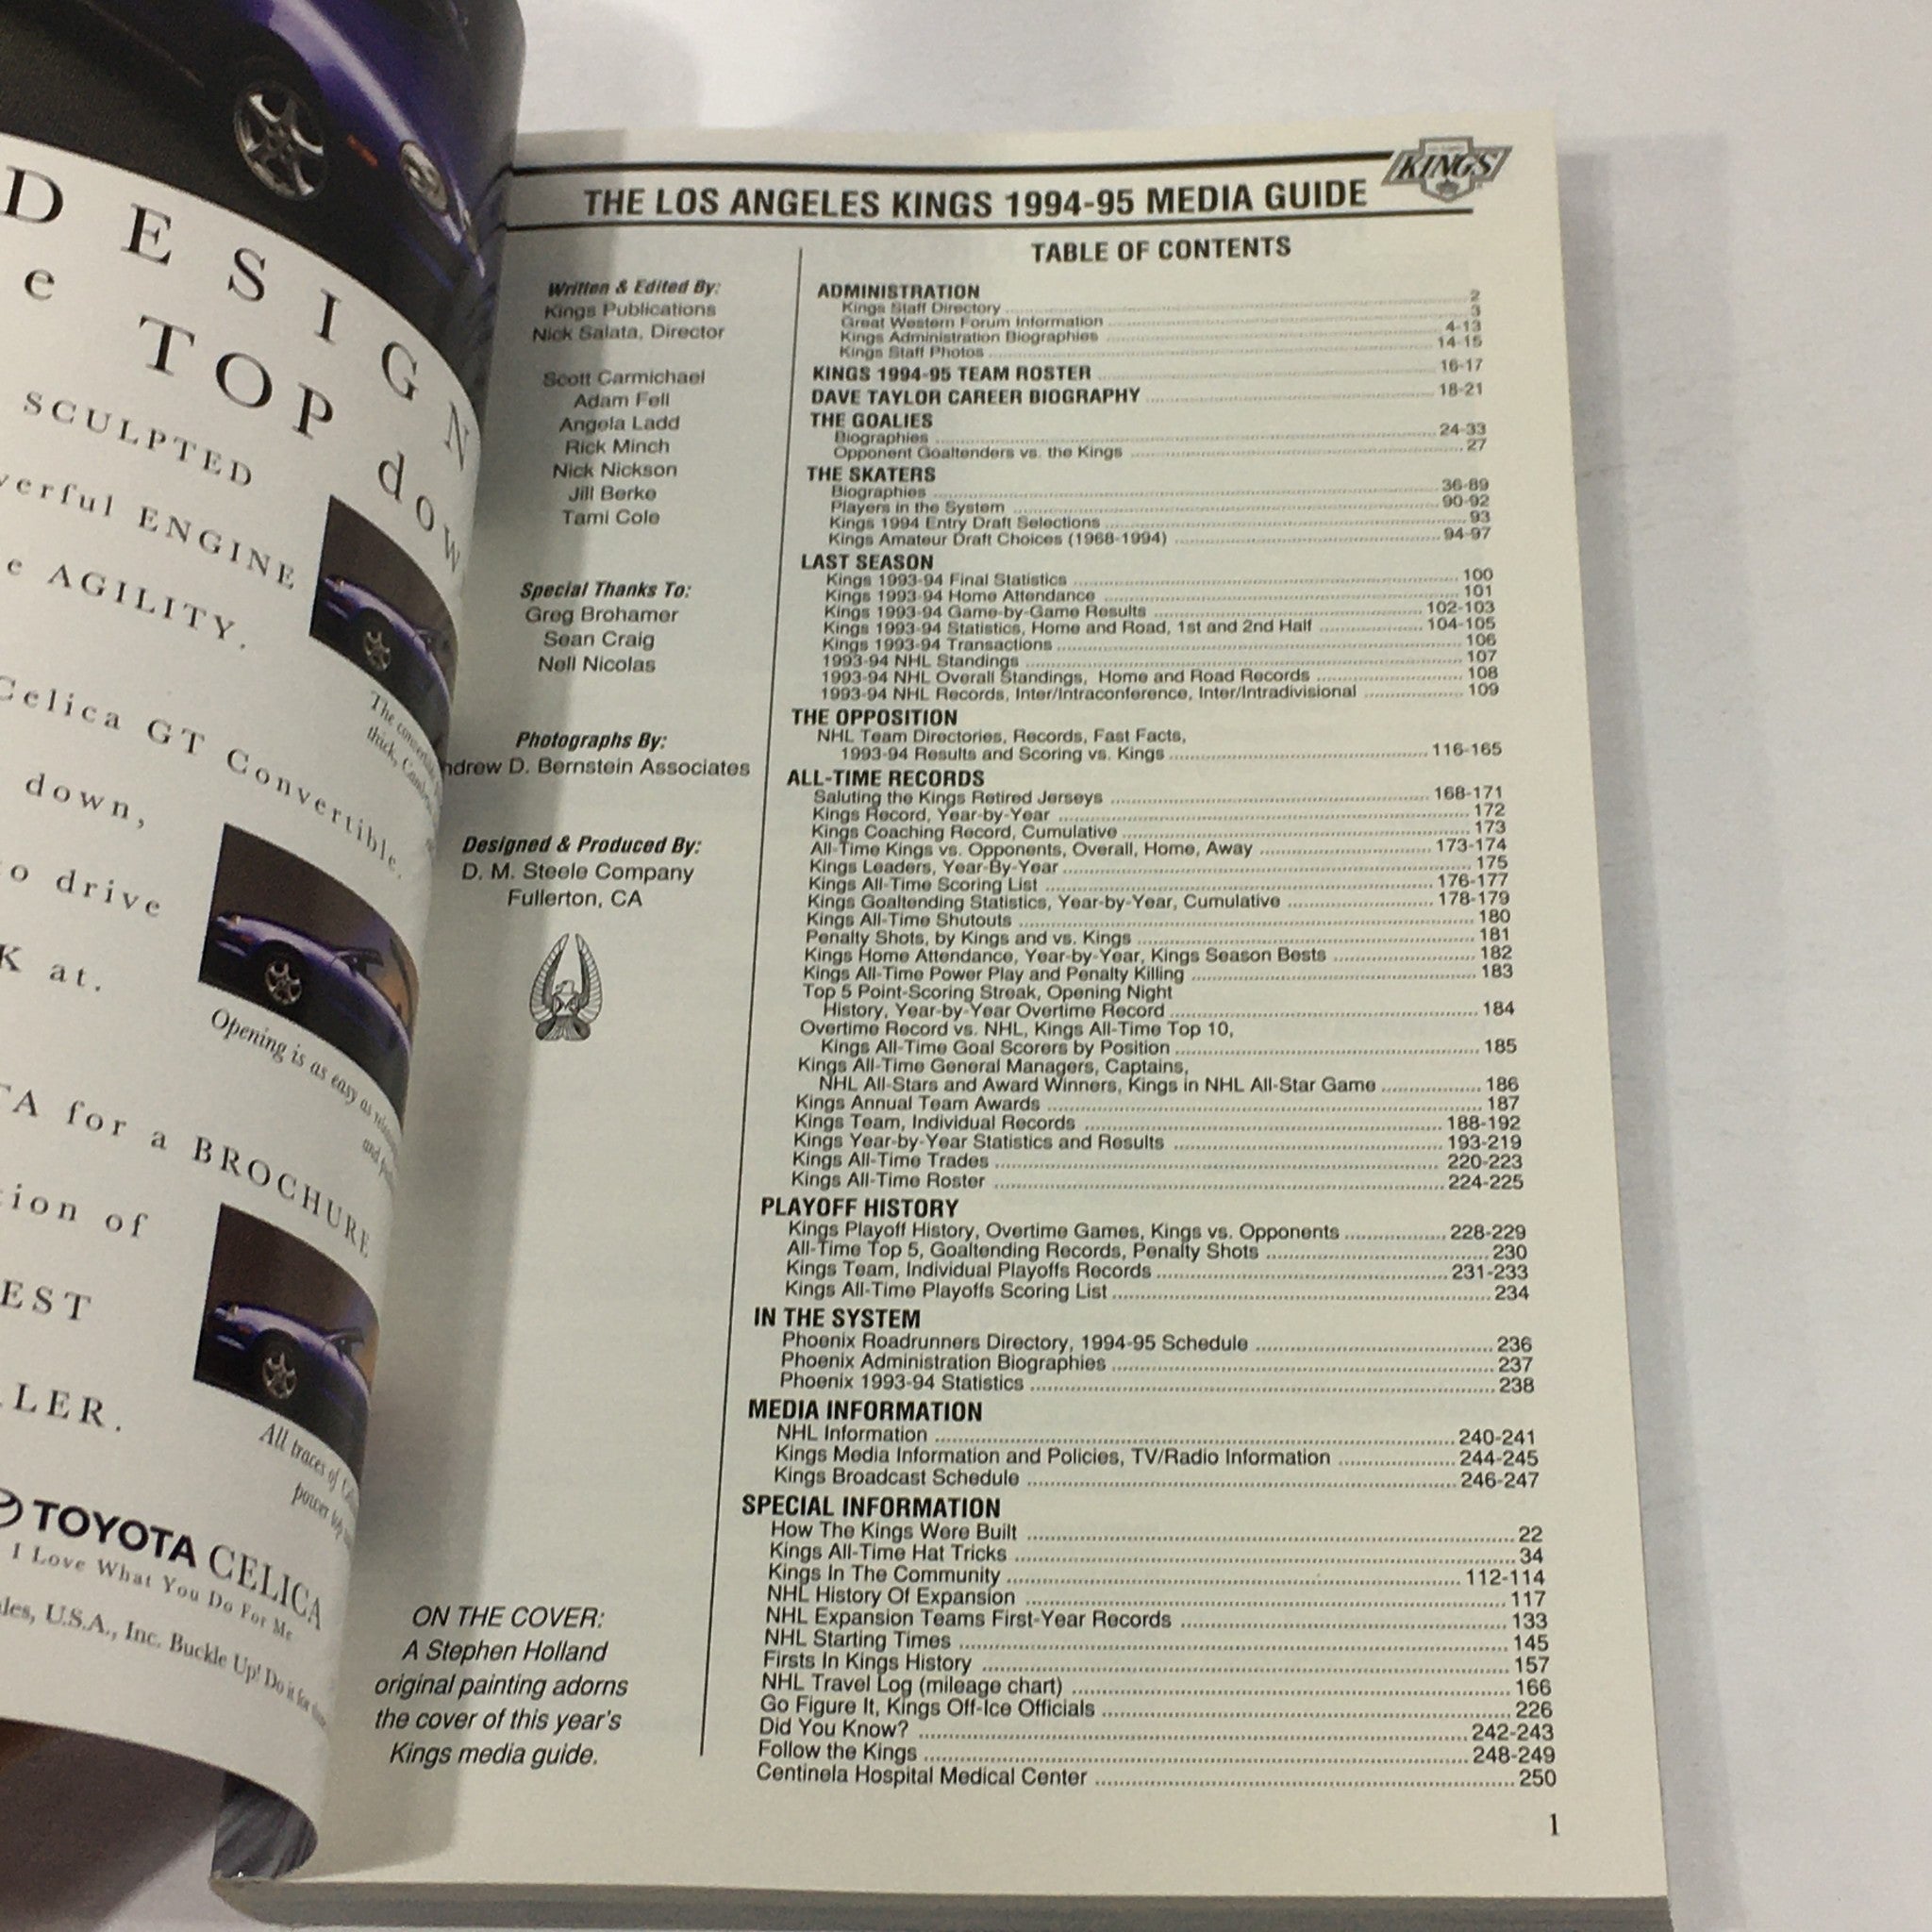 DESIGN
e TOP dow
SCULPTED
verful ENGINE
e AGILITY.
Celica GT Convertible.
down,
to drive
K at.
TA for a BROCHURE
tion of
EST
LER.
The convertible
thick,
Opening is as easy as
All traces of
power top
TOYOTA CELICA
I Love What You Do For Me
les, U.S.A., Inc. Buckle Up! Do it for
KINGS
THE LOS ANGELES KINGS 1994-95 MEDIA GUIDE
Written & Edited By:
Kings Publications
Nick Salata, Director
Scott Carmichael
Adam Fell
Angela Ladd
Rick Minch
Nick Nickson
Jill Berke
Tami Cole
Special Thanks To:
Greg Brohamer
Sean Craig
Nell Nicolas
Photographs By:
ndrew D. Bernstein Associates
Designed & Produced By:
D. M. Steele Company
Fullerton, CA
ON THE COVER:
A Stephen Holland
original painting adorns
the cover of this year's
Kings media guide.
TABLE OF CONTENTS
ADMINISTRATION
Kings Staff Directory 2
Great Western Forum Information 3
Kings Administration Biographies 4-13
Kings Staff Photos 14-15
KINGS 1994-95 TEAM ROSTER 16-17
DAVE TAYLOR CAREER BIOGRAPHY 18-21
THE GOALIES
Biographies 24-33
Opponent Goaltenders vs. the Kings 27
THE SKATERS
Biographies 36-89
Players in the System 90-92
Kings 1994 Entry Draft Selections 93
Kings Amateur Draft Choices (1968-1994) 94-97
LAST SEASON
Kings 1993-94 Final Statistics 100
Kings 1993-94 Home Attendance 101
Kings 1993-94 Game-by-Game Results 102-103
Kings 1993-94 Statistics, Home and Road, 1st and 2nd Half 104-105
Kings 1993-94 Transactions 106
1993-94 NHL Standings 107
1993-94 NHL Overall Standings, Home and Road Records 108
1993-94 NHL Records, Inter/Intraconference, Inter/Intradivisional 109
THE OPPOSITION
NHL Team Directories, Records, Fast Facts,
1993-94 Results and Scoring vs. Kings 116-165
ALL-TIME RECORDS
Saluting the Kings Retired Jerseys 168-171
Kings Record, Year-by-Year 172
Kings Coaching Record, Cumulative 173
All-Time Kings vs. Opponents, Overall, Home, Away 173-174
Kings Leaders, Year-By-Year 175
Kings All-Time Scoring List 176-177
Kings Goaltending Statistics, Year-by-Year, Cumulative 178-179
Kings All-Time Shutouts 180
Penalty Shots, by Kings and vs. Kings 181
Kings Home Attendance, Year-by-Year, Kings Season Bests 182
Kings All-Time Power Play and Penalty Killing 183
Top 5 Point-Scoring Streak, Opening Night
History, Year-by-Year Overtime Record 184
Overtime Record vs. NHL, Kings All-Time Top 10,
Kings All-Time Goal Scorers by Position 185
Kings All-Time General Managers, Captains,
NHL All-Stars and Award Winners, Kings in NHL All-Star Game 186
Kings Annual Team Awards 187
Kings Team, Individual Records 188-192
Kings Year-by-Year Statistics and Results 193-219
Kings All-Time Trades 220-223
Kings All-Time Roster 224-225
PLAYOFF HISTORY
Kings Playoff History, Overtime Games, Kings vs. Opponents 228-229
All-Time Top 5, Goaltending Records, Penalty Shots 230
Kings Team, Individual Playoffs Records 231-233
Kings All-Time Playoffs Scoring List 234
IN THE SYSTEM
Phoenix Roadrunners Directory, 1994-95 Schedule 236
Phoenix Administration Biographies 237
Phoenix 1993-94 Statistics 238
MEDIA INFORMATION
NHL Information 240-241
Kings Media Information and Policies, TV/Radio Information 244-245
Kings Broadcast Schedule 246-247
SPECIAL INFORMATION
How The Kings Were Built 22
Kings All-Time Hat Tricks 34
Kings In The Community 112-114
NHL History Of Expansion 117
NHL Expansion Teams First-Year Records 133
NHL Starting Times 145
Firsts In Kings History 157
NHL Travel Log (mileage chart) 166
Go Figure It, Kings Off-Ice Officials 226
Did You Know? 242-243
Follow the Kings 248-249
Centinela Hospital Medical Center 250
1